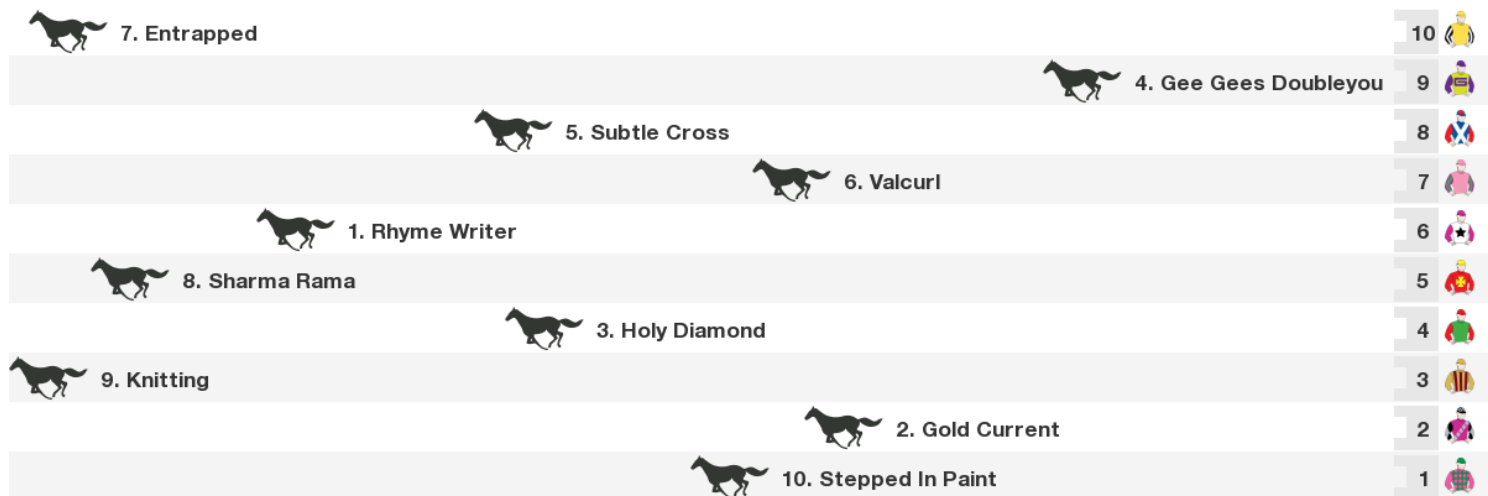 7. Entrapped 10
4. Gee Gees Doubleyou 9
5. Subtle Cross 8
6. Valcurl 7
1. Rhyme Writer 6
8. Sharma Rama 5
3. Holy Diamond 4
9. Knitting 3
2. Gold Current 2
10. Stepped In Paint 1